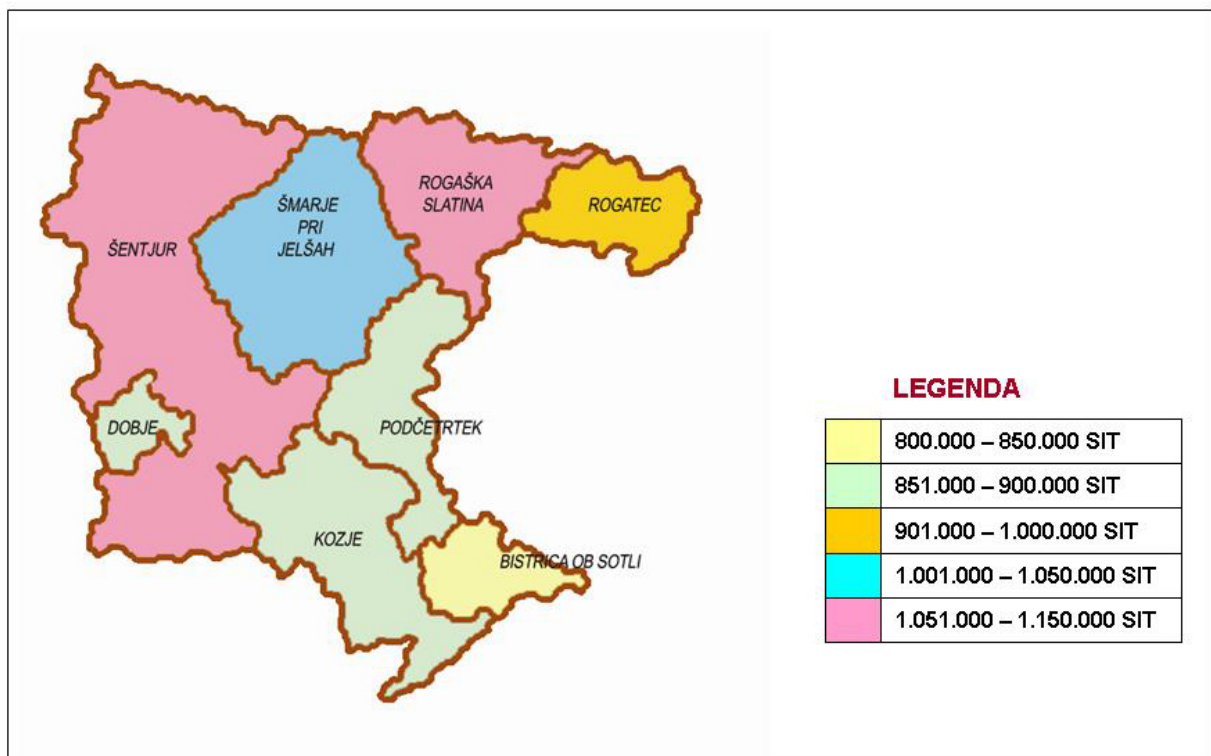 ROGAŠKA
SLATINA
ROGATEC
ŠMARJE
PRI
JELŠAH
ŠENTJUR
DOBJE
PODČETRTEK
KOZJE
BISTRICA OB SOTLI
LEGENDA
800.000 – 850.000 SIT
851.000 – 900.000 SIT
901.000 – 1.000.000 SIT
1.001.000 – 1.050.000 SIT
1.051.000 – 1.150.000 SIT